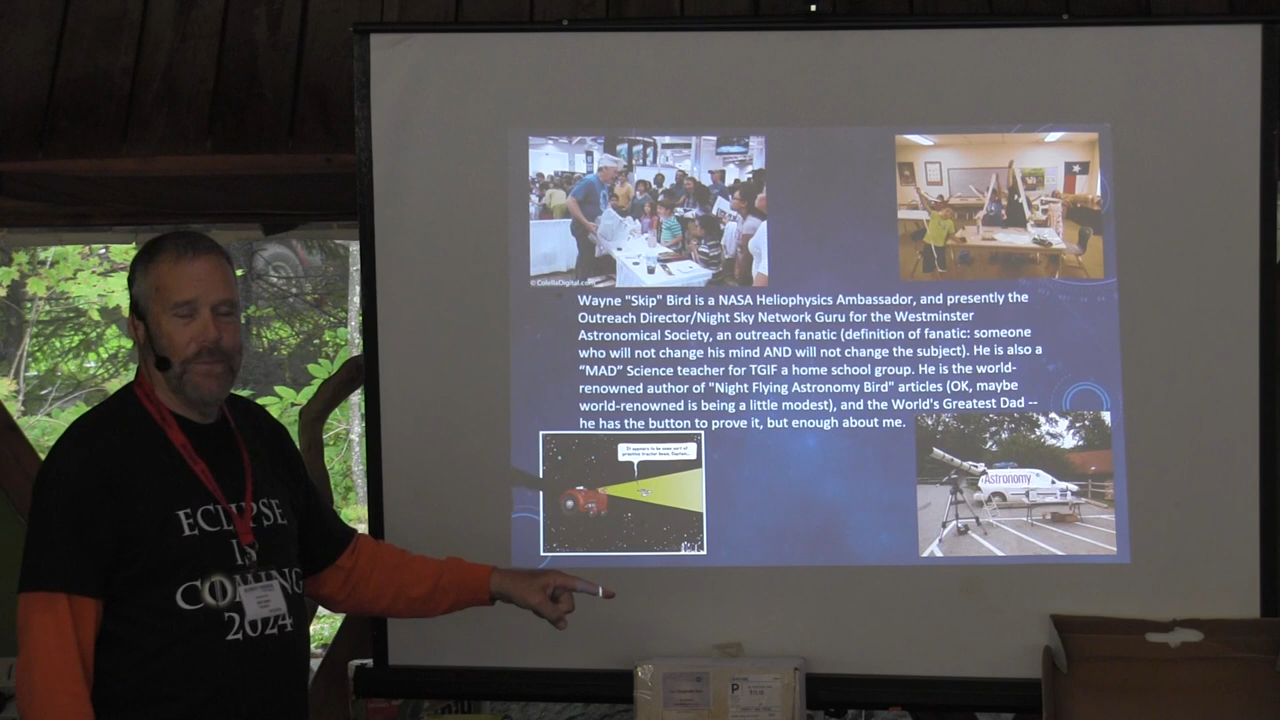 © ColellaDigital.com
Wayne "Skip" Bird is a NASA Heliophysics Ambassador, and presently the
Outreach Director/Night Sky Network Guru for the Westminster
Astronomical Society, an outreach fanatic (definition of fanatic: someone
who will not change his mind AND will not change the subject). He is also a
“MAD” Science teacher for TGIF a home school group. He is the world-
renowned author of "Night Flying Astronomy Bird" articles (OK, maybe
world-renowned is being a little modest), and the World's Greatest Dad --
he has the button to prove it, but enough about me.
It appears to be some sort of
primitive tractor beam, Captain...
Astronomy
ECLIPSE
IS
COMING
2024
P